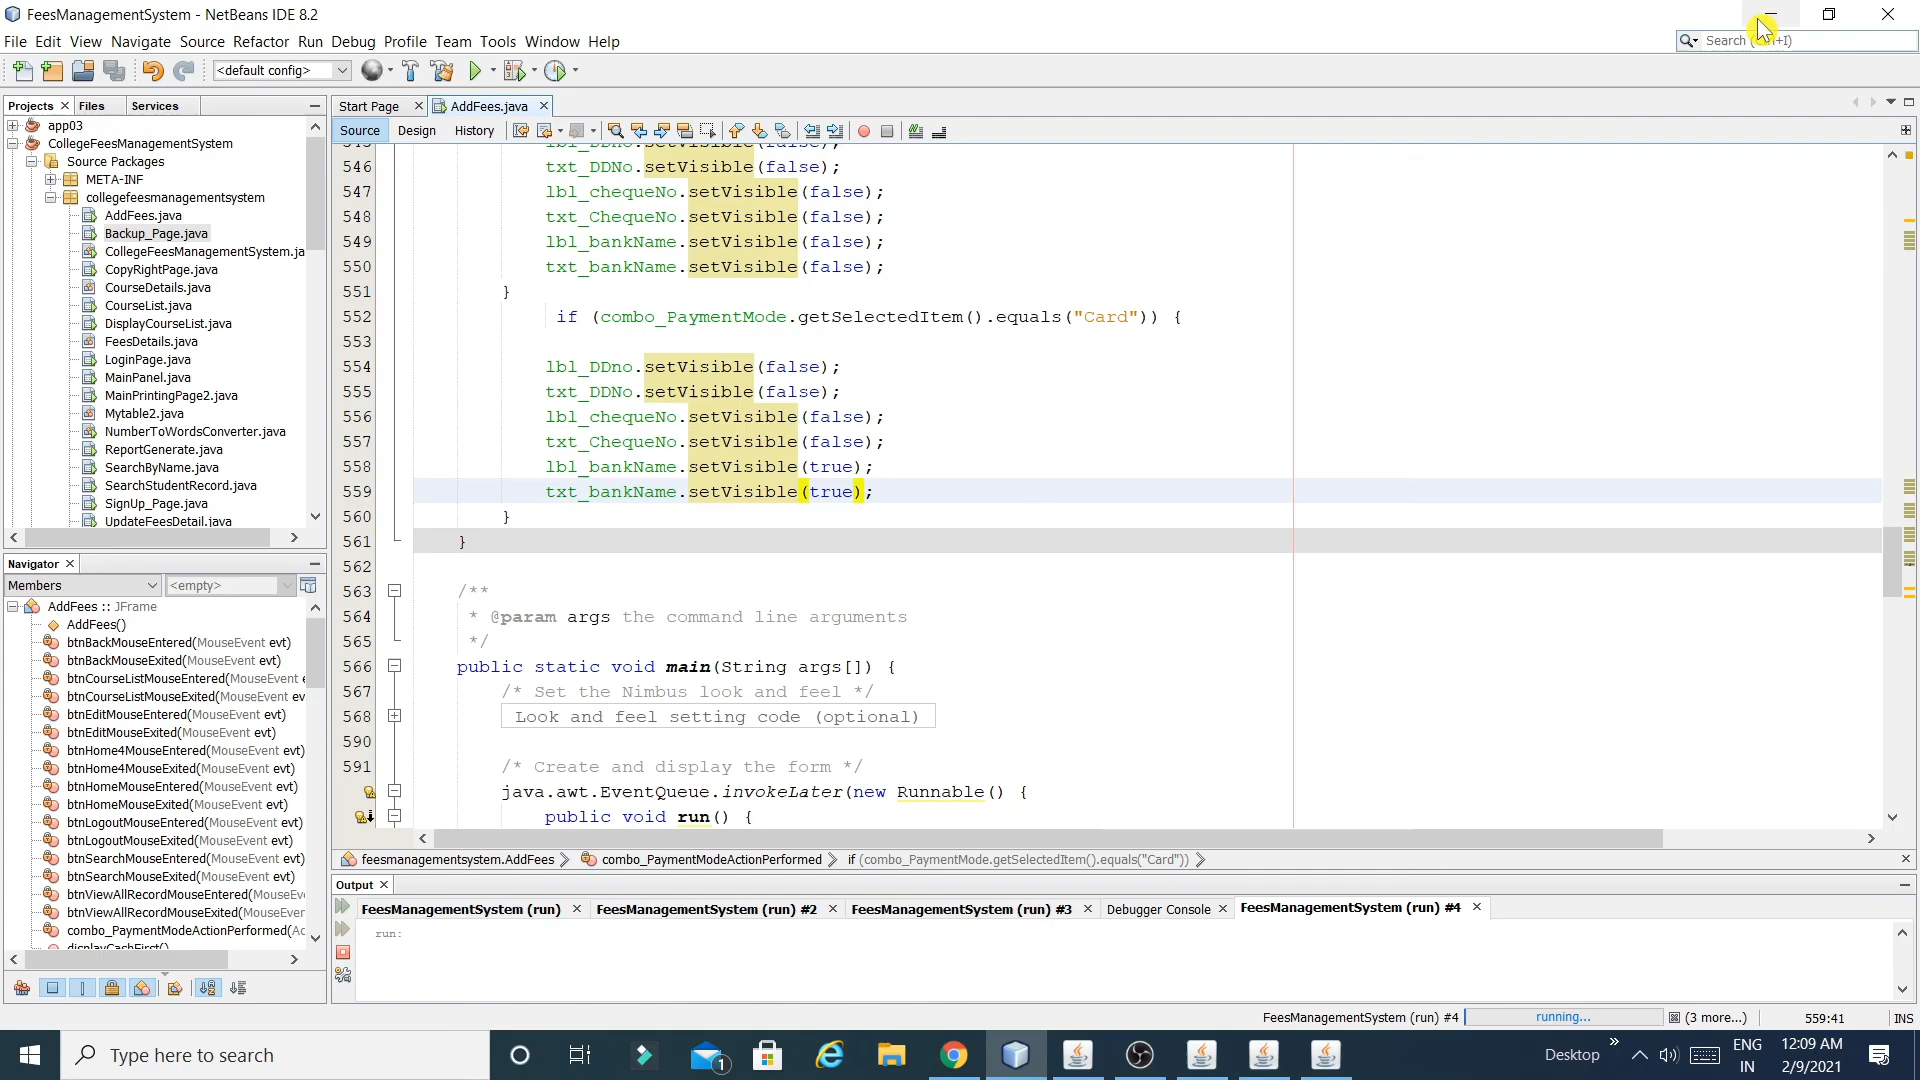 FeesManagementSystem - NetBeans IDE 8.2
File Edit View Navigate Source Refactor Run Debug Profile Team Tools Window Help
Search (Ctrl+I)
<default config>
Projects Files Services
app03
CollegeFeesManagementSystem
Source Packages
META-INF
collegefeesmanagementsystem
AddFees.java
Backup_Page.java
CollegeFeesManagementSystem.ja
CopyRightPage.java
CourseDetails.java
CourseList.java
DisplayCourseList.java
FeesDetails.java
LoginPage.java
MainPanel.java
MainPrintingPage2.java
Mytable2.java
NumberToWordsConverter.java
ReportGenerate.java
SearchByName.java
SearchStudentRecord.java
SignUp_Page.java
UpdateFeesDetail.java
Navigator
Members <empty>
AddFees :: JFrame
AddFees()
btnBackMouseEntered(MouseEvent evt)
btnBackMouseExited(MouseEvent evt)
btnCourseListMouseEntered(MouseEvent e
btnCourseListMouseExited(MouseEvent ev
btnEditMouseEntered(MouseEvent evt)
btnEditMouseExited(MouseEvent evt)
btnHome4MouseEntered(MouseEvent evt)
btnHome4MouseExited(MouseEvent evt)
btnHomeMouseEntered(MouseEvent evt)
btnHomeMouseExited(MouseEvent evt)
btnLogoutMouseEntered(MouseEvent evt)
btnLogoutMouseExited(MouseEvent evt)
btnSearchMouseEntered(MouseEvent evt)
btnSearchMouseExited(MouseEvent evt)
btnViewAllRecordMouseEntered(MouseEve
btnViewAllRecordMouseExited(MouseEver
combo_PaymentModeActionPerformed(Ac
displayCashFirst()
Start Page AddFees.java
Source Design History
545 lbl_DDno.setVisible(false);
546 txt_DDNo.setVisible(false);
547 lbl_chequeNo.setVisible(false);
548 txt_ChequeNo.setVisible(false);
549 lbl_bankName.setVisible(false);
550 txt_bankName.setVisible(false);
551 }
552 if (combo_PaymentMode.getSelectedItem().equals("Card")) {
553
554 lbl_DDno.setVisible(false);
555 txt_DDNo.setVisible(false);
556 lbl_chequeNo.setVisible(false);
557 txt_ChequeNo.setVisible(false);
558 lbl_bankName.setVisible(true);
559 txt_bankName.setVisible(true);
560 }
561 }
562
563 /**
564 * @param args the command line arguments
565 */
566 public static void main(String args[]) {
567 /* Set the Nimbus look and feel */
568 Look and feel setting code (optional)
590
591 /* Create and display the form */
java.awt.EventQueue.invokeLater(new Runnable() {
public void run() {
feesmanagementsystem.AddFees combo_PaymentModeActionPerformed if (combo_PaymentMode.getSelectedItem().equals("Card"))
Output
FeesManagementSystem (run) FeesManagementSystem (run) #2 FeesManagementSystem (run) #3 Debugger Console FeesManagementSystem (run) #4
run:
FeesManagementSystem (run) #4 running... (3 more...) 559:41 INS
Type here to search
1
Desktop » ENG
IN
12:09 AM
2/9/2021